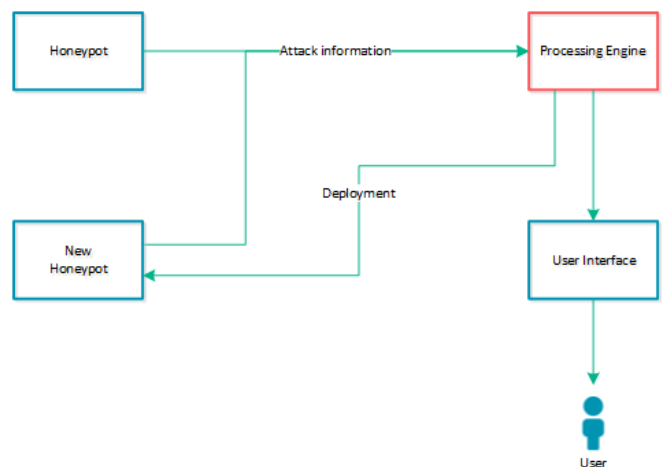 Honeypot
Attack information
Processing Engine
Deployment
New
Honeypot
User Interface
User